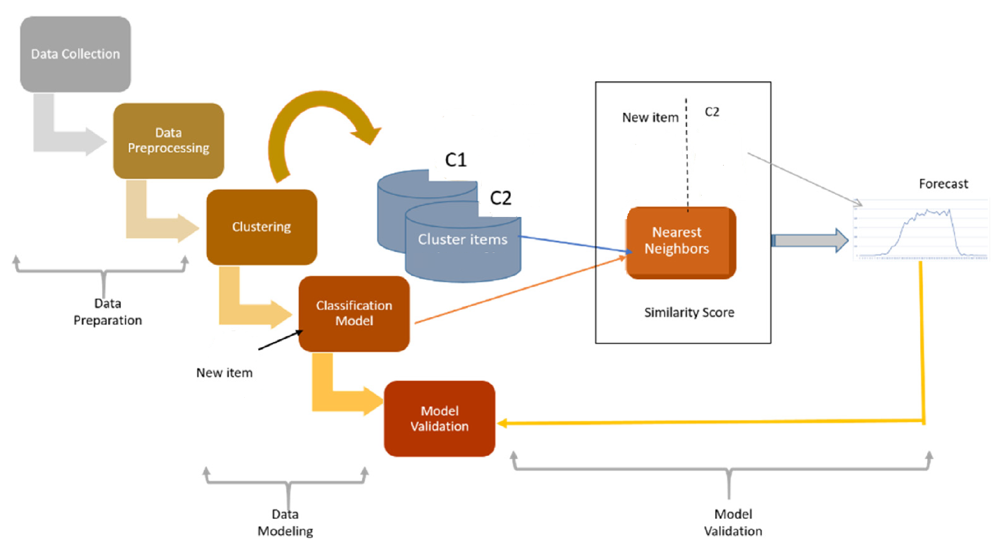 Data Collection
Data
Preprocessing
Clustering
C1
C2
Cluster items
New item
C2
Nearest
Neighbors
Similarity Score
Forecast
Classification
Model
New item
Model
Validation
Data
Preparation
Data
Modeling
Model
Validation